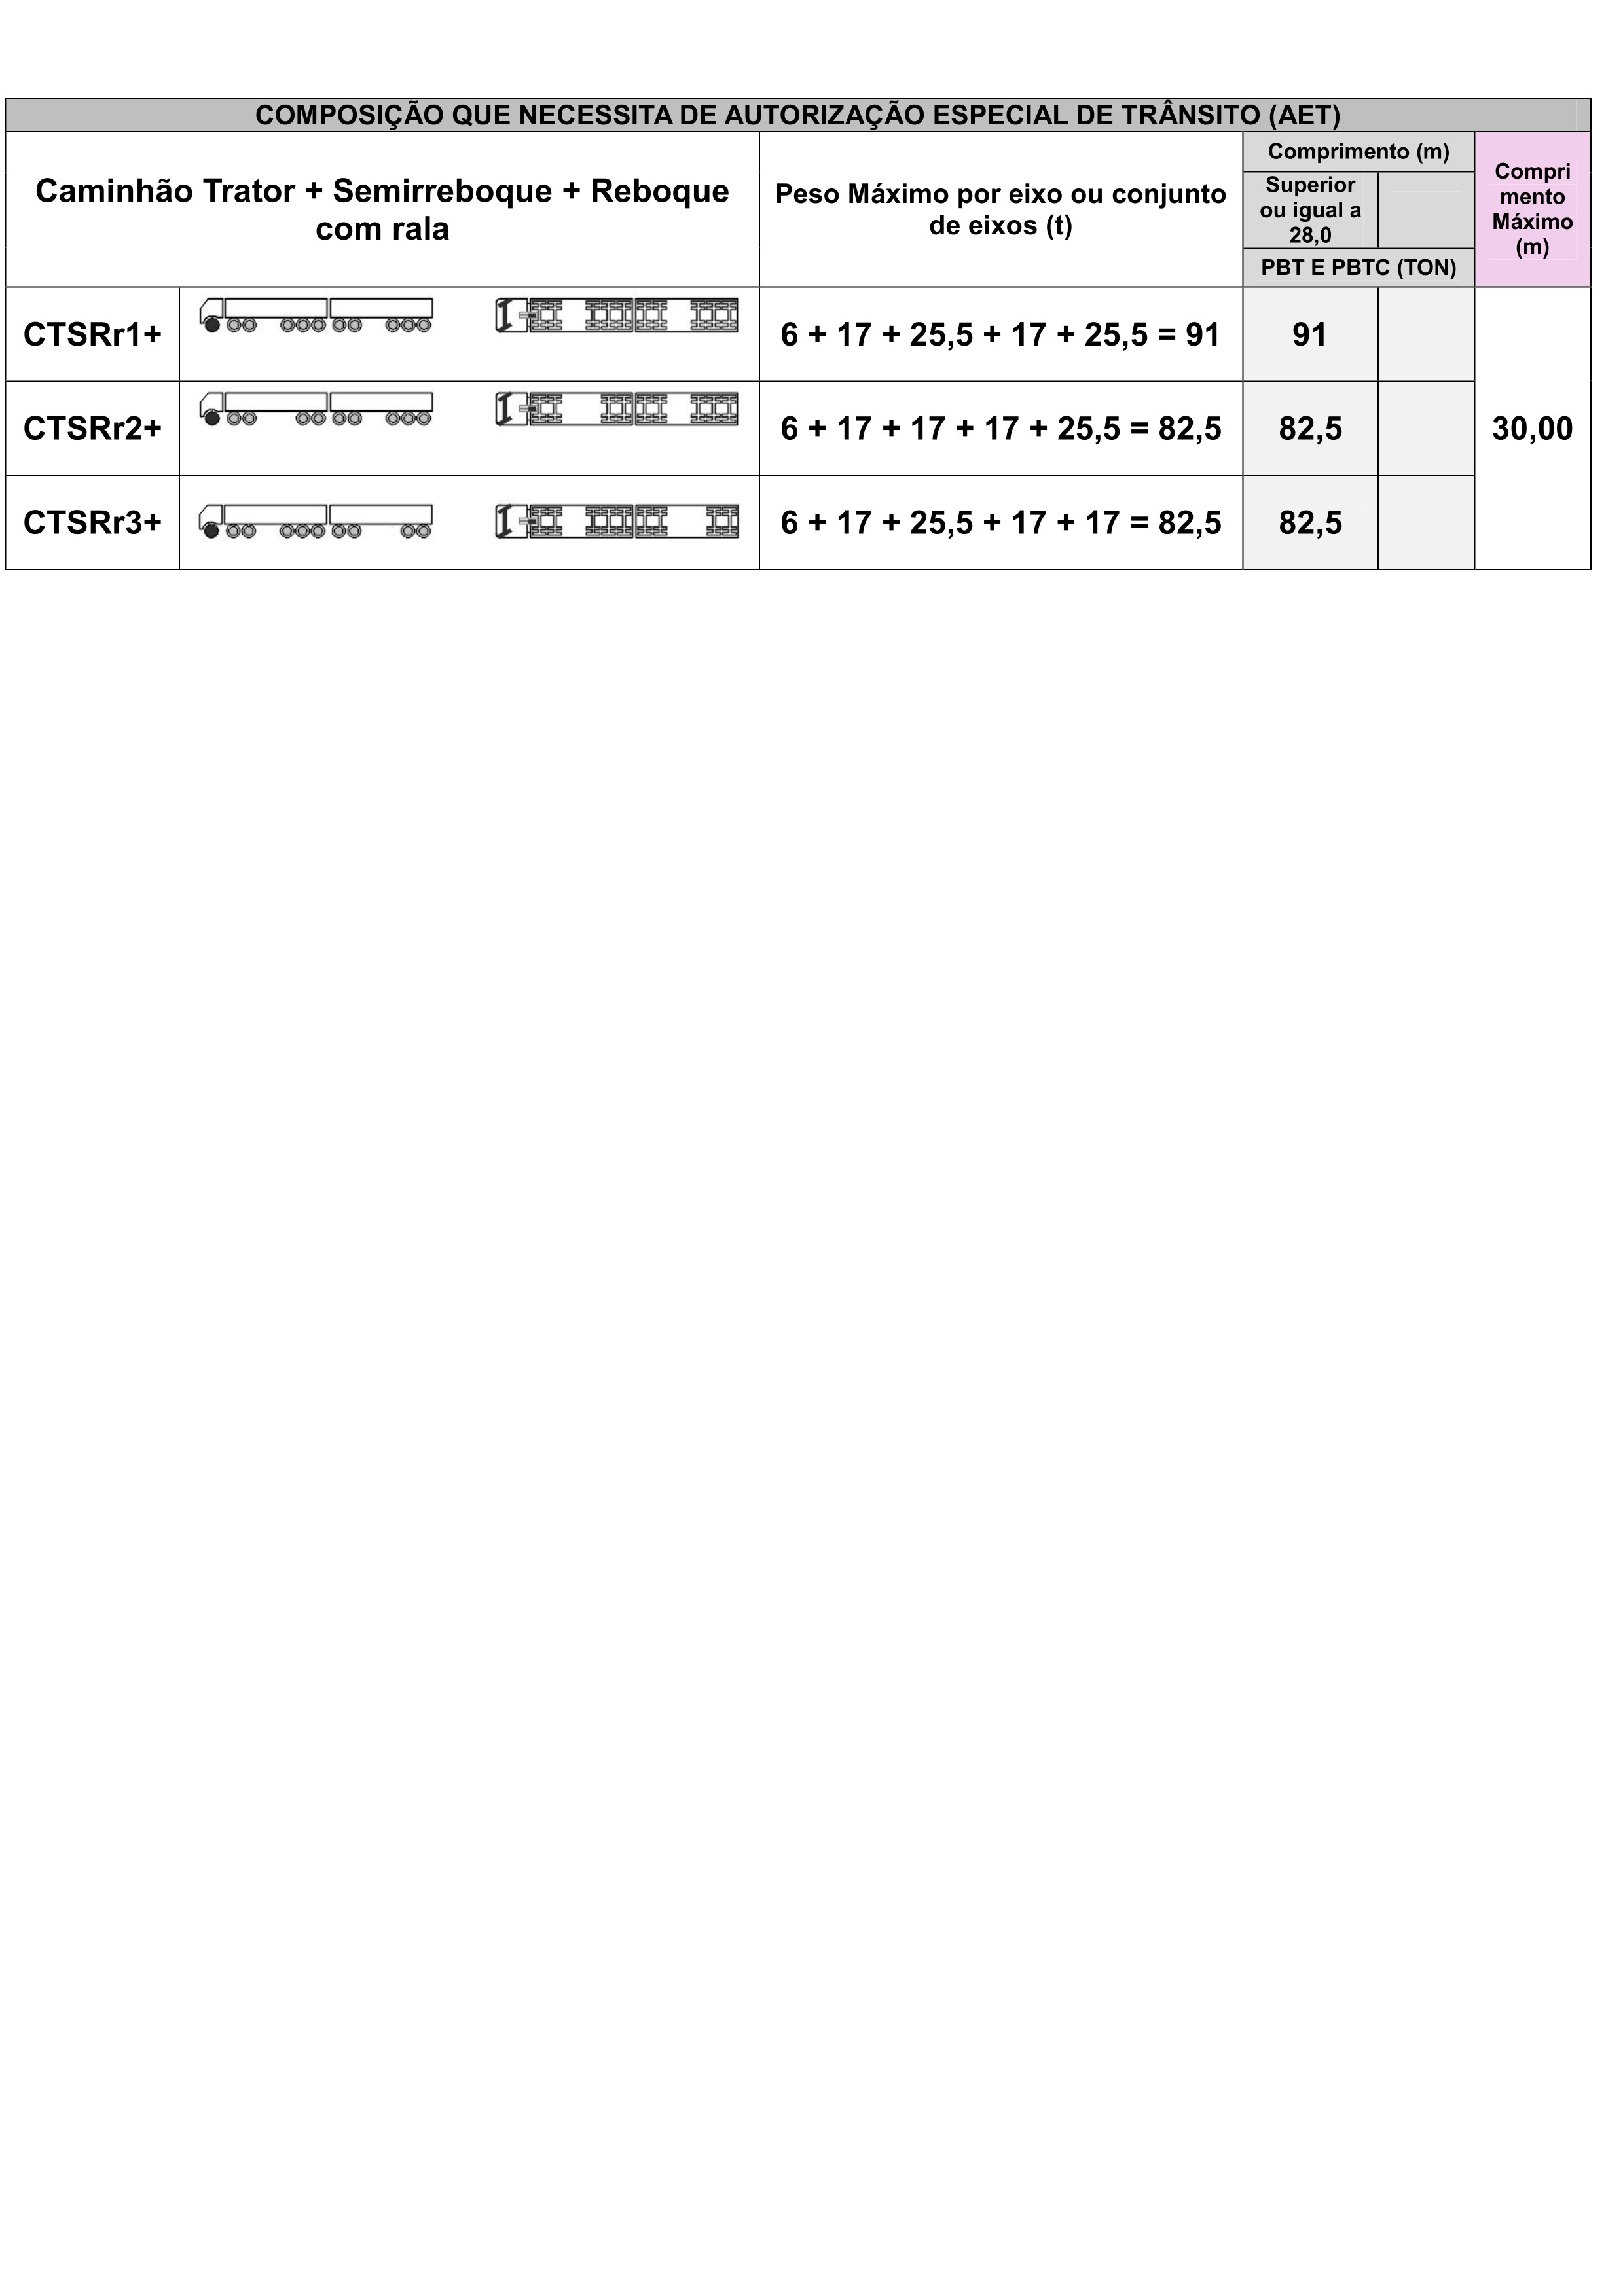 COMPOSIÇÃO QUE NECESSITA DE AUTORIZAÇÃO ESPECIAL DE TRÂNSITO (AET)
Caminhão Trator + Semirreboque + Reboque
com rala
Peso Máximo por eixo ou conjunto
de eixos (t)
Comprimento (m)
Superior
ou igual a
28,0
PBT E PBTC (TON)
Compri
mento
Máximo
(m)
CTSRr1+
6 + 17 + 25,5 + 17 + 25,5 = 91
91
CTSRr2+
6 + 17 + 17 + 17 + 25,5 = 82,5
82,5
30,00
CTSRr3+
6 + 17 + 25,5 + 17 + 17 = 82,5
82,5